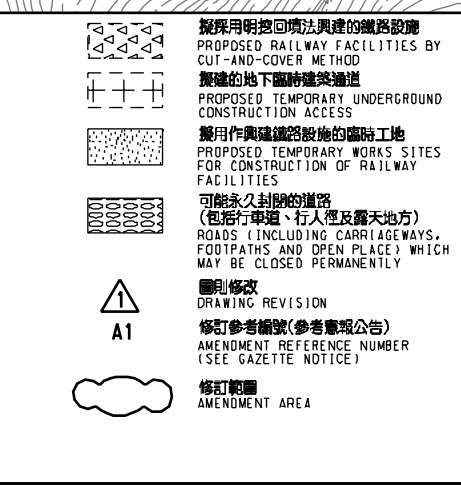 擬採用明挖回填法興建的鐵路設施
PROPOSED RAILWAY FACILITIES BY
CUT-AND-COVER METHOD
擬建的地下臨時建築通道
PROPOSED TEMPORARY UNDERGROUND
CONSTRUCTION ACCESS
擬用作興建鐵路設施的臨時工地
PROPOSED TEMPORARY WORKS SITES
FOR CONSTRUCTION OF RAILWAY
FACILITIES
可能永久封閉的道路
(包括行車道、行人徑及露天地方)
ROADS (INCLUDING CARRIAGEWAYS,
FOOTPATHS AND OPEN PLACE) WHICH
MAY BE CLOSED PERMANENTLY
1
圖則修改
DRAWING REVISION
A1
修訂參考編號(參考憲報公告)
AMENDMENT REFERENCE NUMBER
(SEE GAZETTE NOTICE)
修訂範圍
AMENDMENT AREA